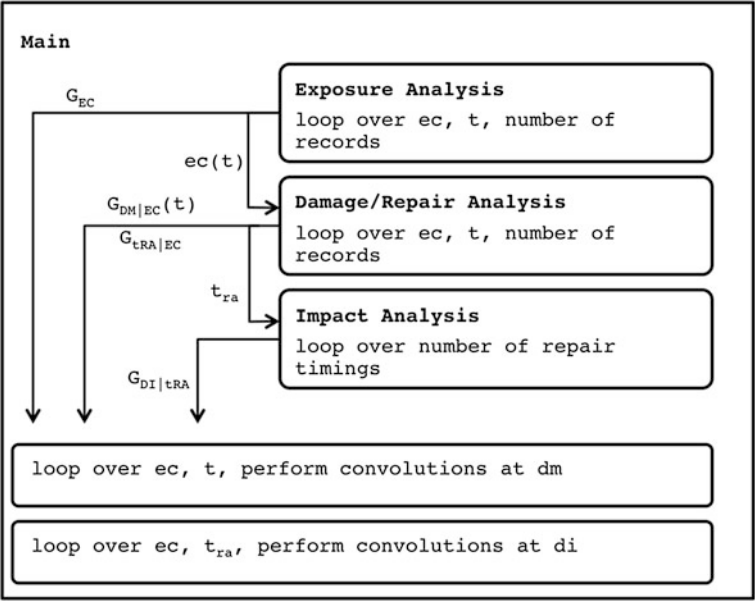 Main
Exposure Analysis
loop over ec, t, number of
records
G_EC
ec(t)
Damage/Repair Analysis
loop over ec, t, number of
records
G_DM|EC(t)
G_tRA|EC
t_ra
Impact Analysis
loop over number of repair
timings
G_DI|tRA
loop over ec, t, perform convolutions at dm
loop over ec, t_ra, perform convolutions at di